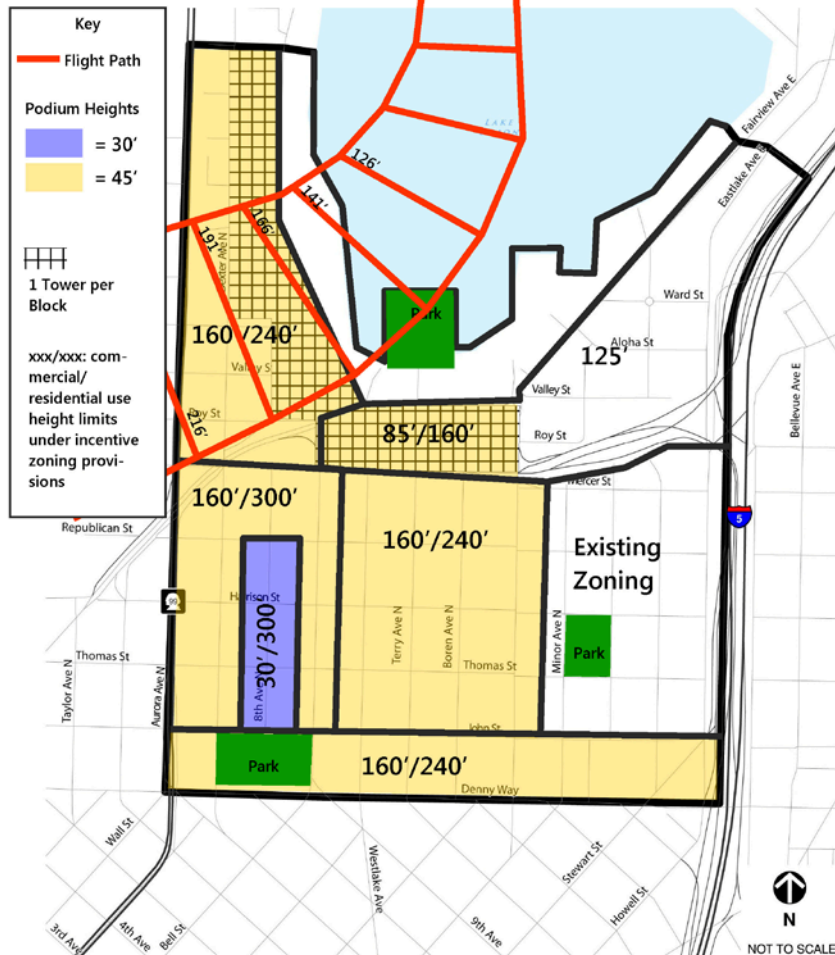 Key
Flight Path
Podium Heights
= 30'
= 45'
1 Tower per
Block
xxx/xxx: com-
mercial/
residential use
height limits
under incentive
zoning provi-
sions
LAKE
Fairview Ave E
Eastlake Ave E
126'
141'
166'
191'
216'
Park
Ward St
Aloha St
125'
Bellevue Ave E
160'/240'
Valley St
Roy St
85'/160'
Roy St
Mercer St
160'/300'
Republican St
160'/240'
5
Existing
Zoning
Harrison St
99
30'/300'
8th Ave N
Terry Ave N
Boren Ave N
Minor Ave N
Park
Thomas St
Thomas St
Taylor Ave N
Aurora Ave N
John St
Park
160'/240'
Denny Way
Wall St
Westlake Ave
Stewart St
Howell St
3rd Ave
4th Ave
Bell St
9th Ave
N
NOT TO SCALE